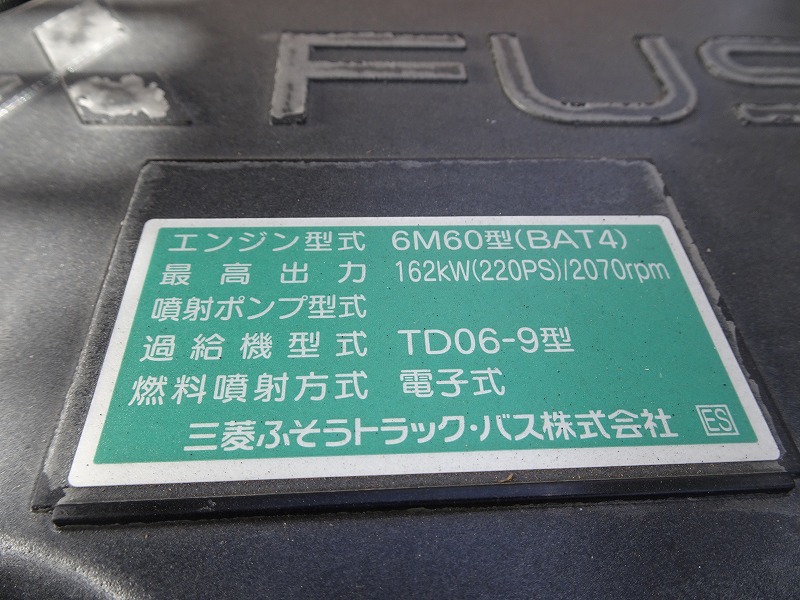 FUS
エンジン型式 6M60型(BAT4)
最高出力 162kW(220PS)/2070rpm
噴射ポンプ型式
過給機型式 TD06-9型
燃料噴射方式 電子式
三菱ふそうトラック・バス株式会社 ES